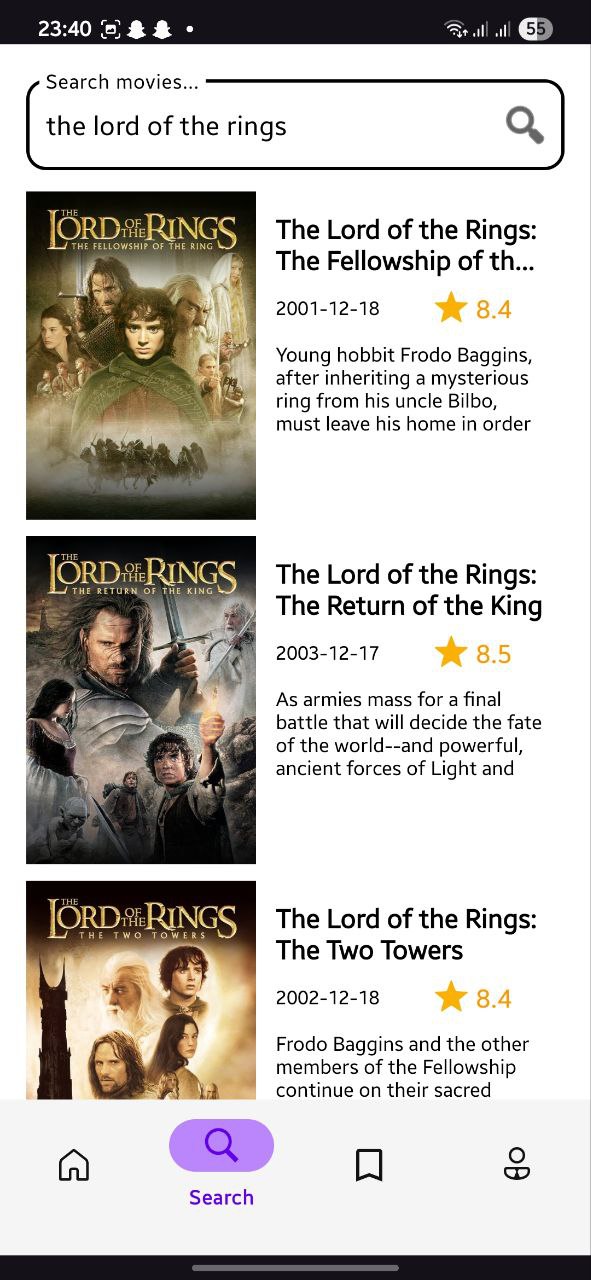 23:40
55
Search movies...
the lord of the rings
THE LORD OF THE RINGS
THE FELLOWSHIP OF THE RING
The Lord of the Rings:
The Fellowship of th...
2001-12-18 8.4
Young hobbit Frodo Baggins,
after inheriting a mysterious
ring from his uncle Bilbo,
must leave his home in order
THE LORD OF THE RINGS
THE RETURN OF THE KING
The Lord of the Rings:
The Return of the King
2003-12-17 8.5
As armies mass for a final
battle that will decide the fate
of the world--and powerful,
ancient forces of Light and
THE LORD OF THE RINGS
THE TWO TOWERS
The Lord of the Rings:
The Two Towers
2002-12-18 8.4
Frodo Baggins and the other
members of the Fellowship
continue on their sacred
Search